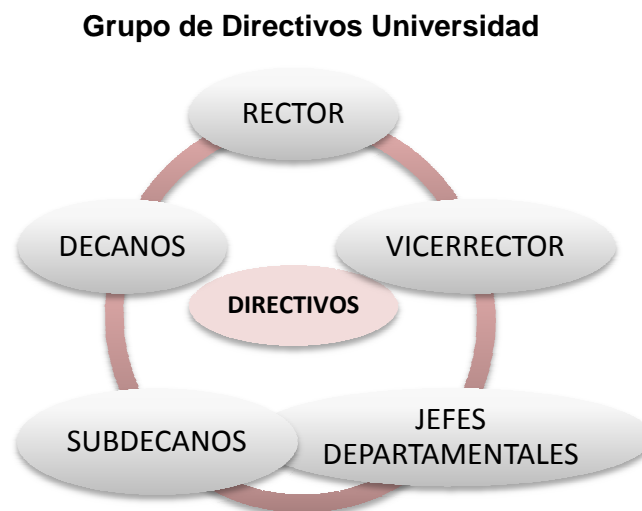 Grupo de Directivos Universidad
RECTOR
DECANOS
VICERRECTOR
DIRECTIVOS
SUBDECANOS
JEFES
DEPARTAMENTALES